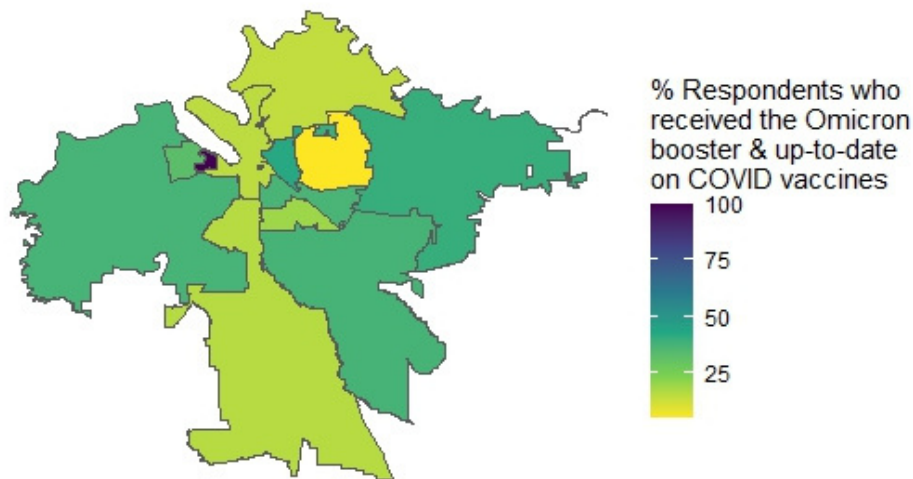 % Respondents who
received the Omicron
booster & up-to-date
on COVID vaccines
100
75
50
25